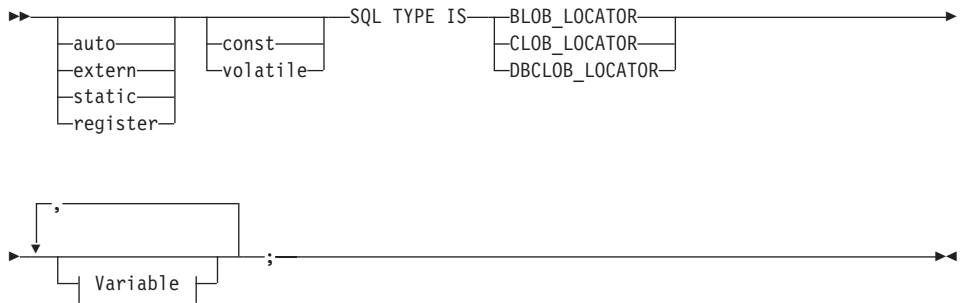 SQL TYPE IS BLOB_LOCATOR
auto const CLOB_LOCATOR
extern volatile DBCLOB_LOCATOR
static
register
,
;
Variable